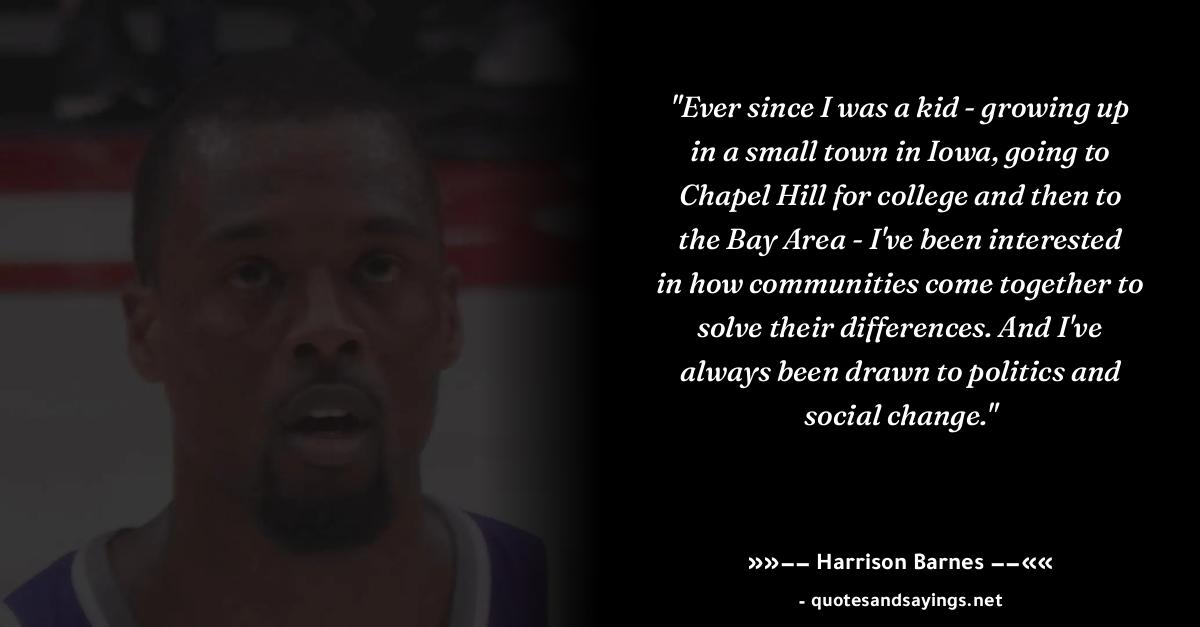 "Ever since I was a kid - growing up
in a small town in Iowa, going to
Chapel Hill for college and then to
the Bay Area - I've been interested
in how communities come together to
solve their differences. And I've
always been drawn to politics and
social change."
»»–– Harrison Barnes ––««
- quotesandsayings.net